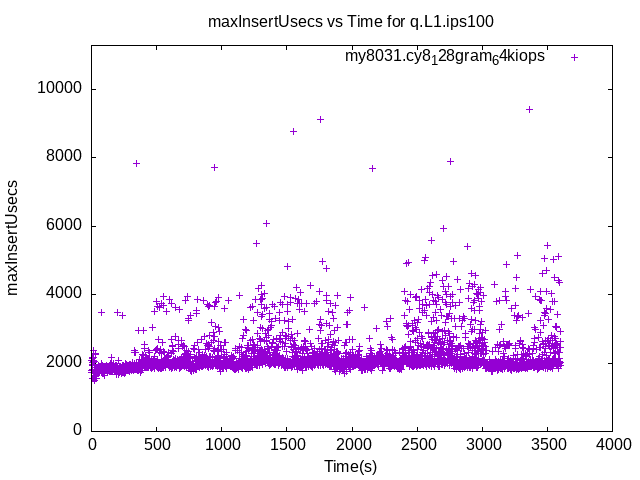 maxInsertUsecs vs Time for q.L1.ips100
my8031.cy8128gram64kiops
10000
8000
6000
4000
2000
0
maxInsertUsecs
0 500 1000 1500 2000 2500 3000 3500 4000
Time(s)